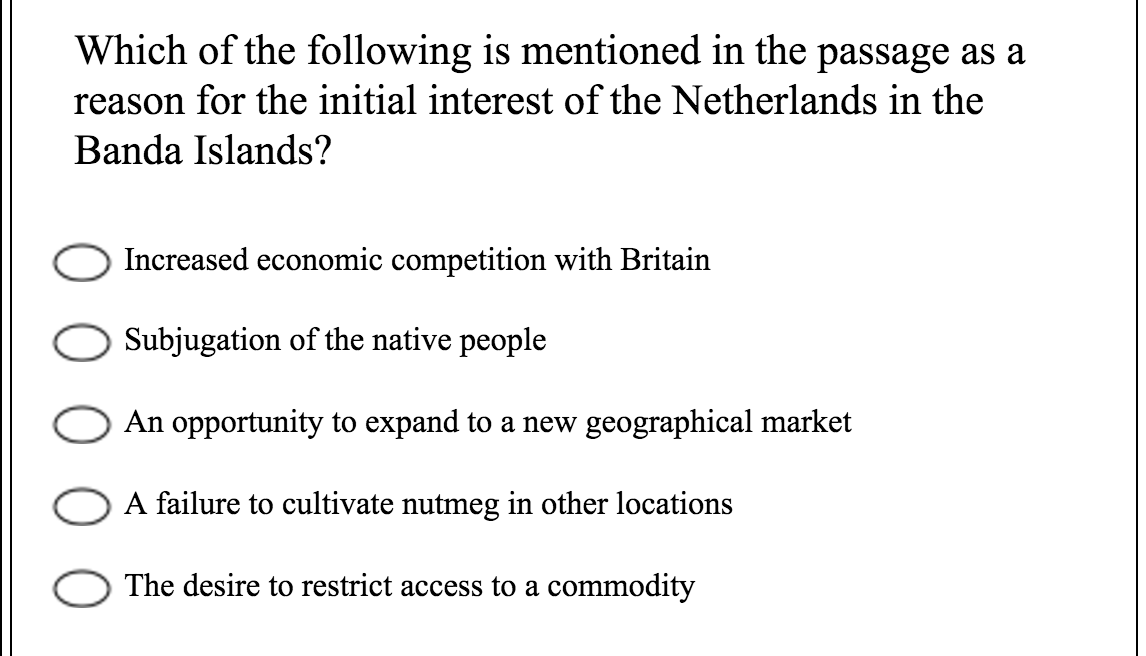 Which of the following is mentioned in the passage as a
reason for the initial interest of the Netherlands in the
Banda Islands?
Increased economic competition with Britain
Subjugation of the native people
An opportunity to expand to a new geographical market
A failure to cultivate nutmeg in other locations
The desire to restrict access to a commodity